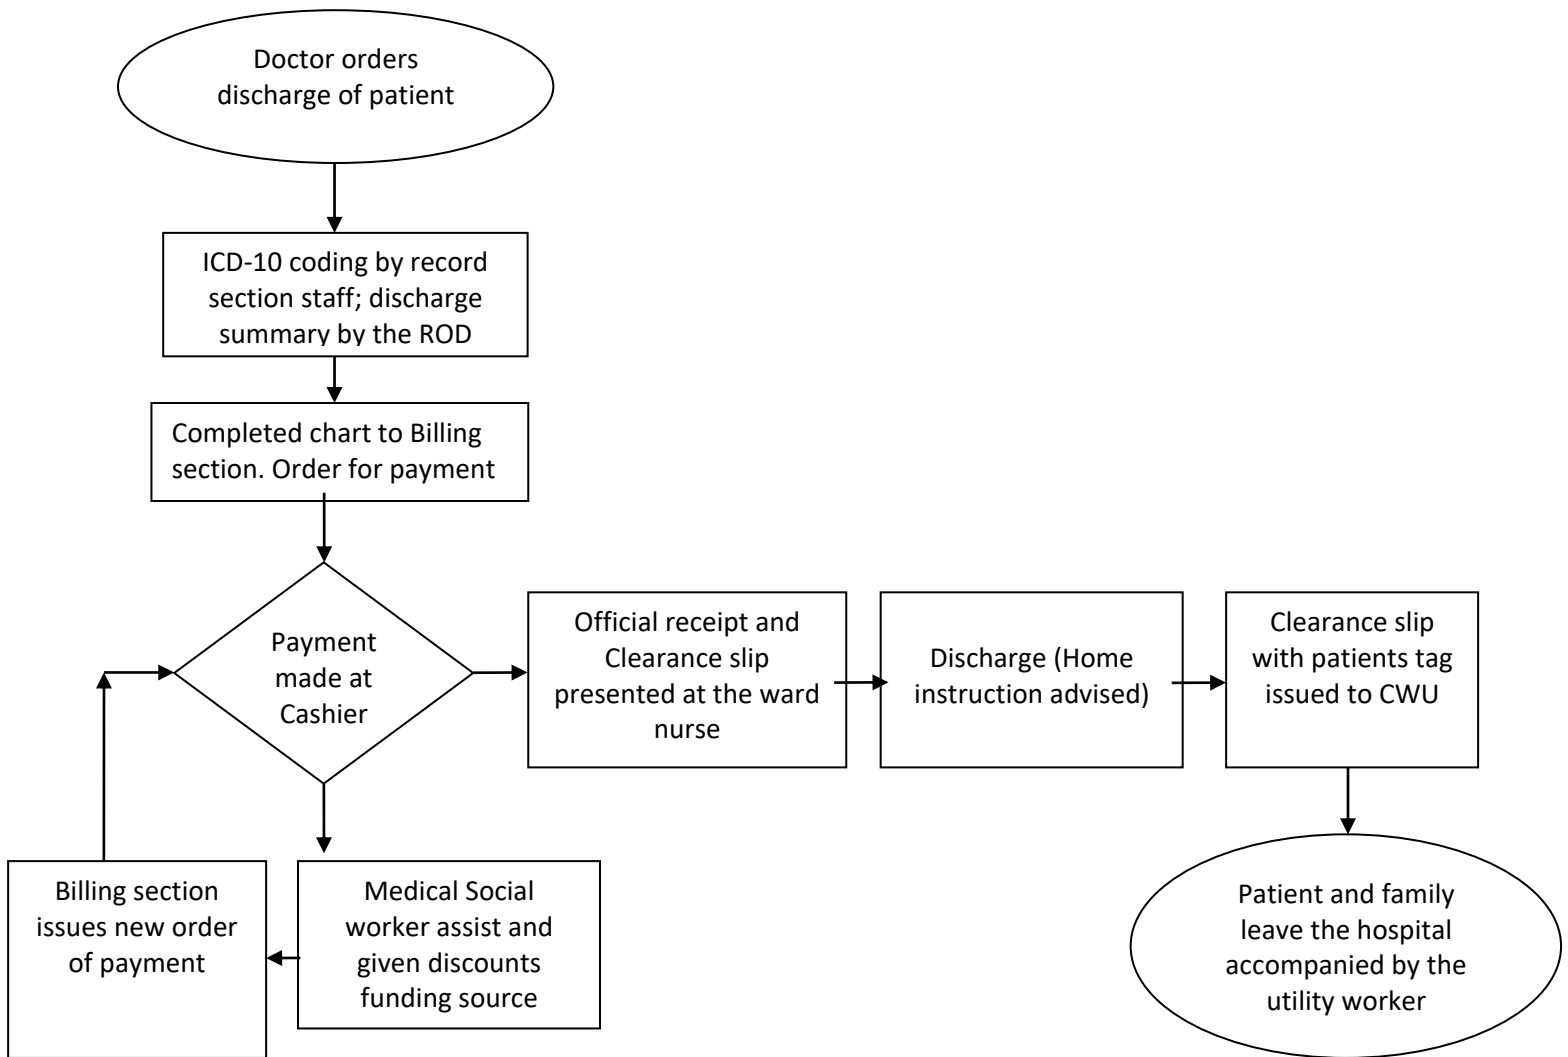 Doctor orders
discharge of patient
ICD-10 coding by record
section staff; discharge
summary by the ROD
Completed chart to Billing
section. Order for payment
Payment
made at
Cashier
Official receipt and
Clearance slip
presented at the ward
nurse
Discharge (Home
instruction advised)
Clearance slip
with patients tag
issued to CWU
Billing section
issues new order
of payment
Medical Social
worker assist and
given discounts
funding source
Patient and family
leave the hospital
accompanied by the
utility worker